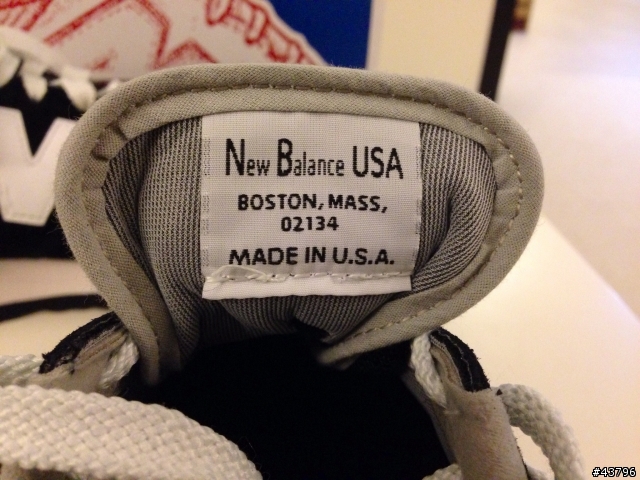 New Balance USA
BOSTON, MASS,
02134
MADE IN U.S.A.
#43796